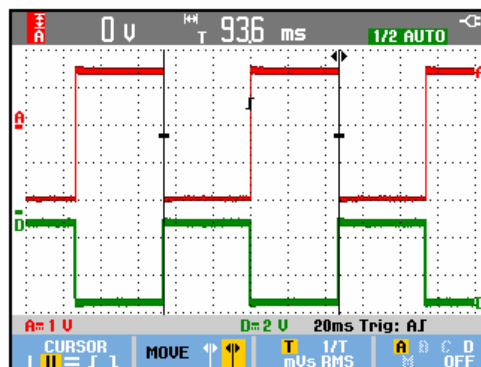 A 0 V T 93.6 ms 1/2 AUTO
A
A
D
D
A= 1 V D= 2 V 20ms Trig: A
CURSOR MOVE T 1/T A B C D
mVs RMS M OFF